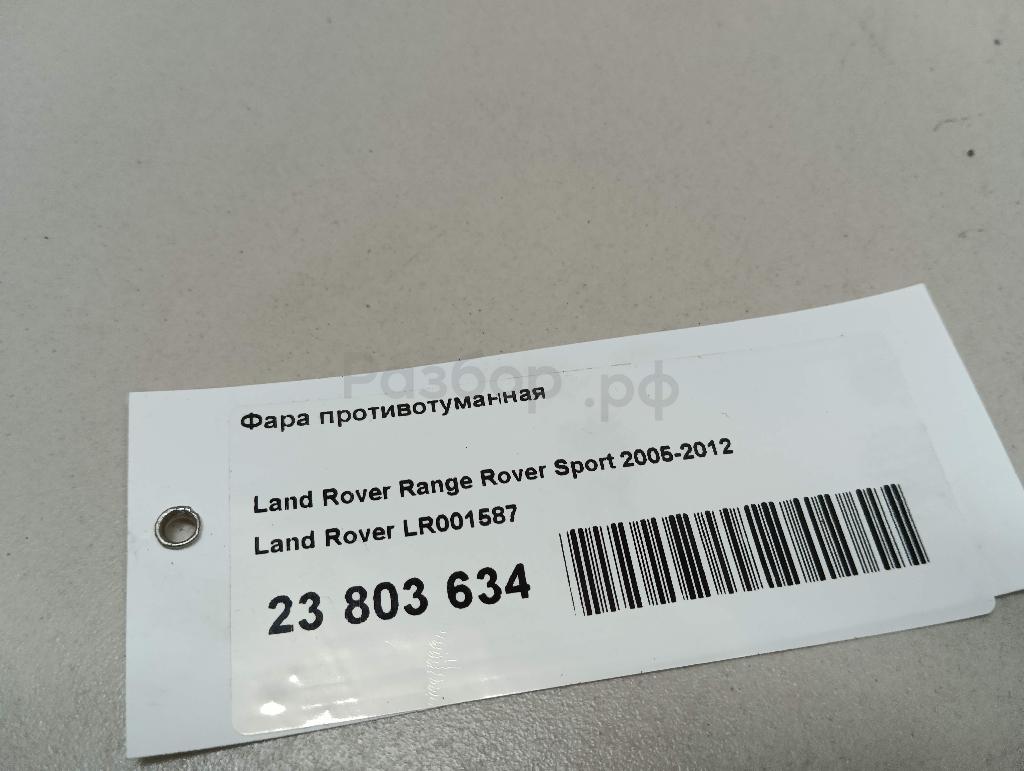 Разбор.рф
Фара противотуманная
Land Rover Range Rover Sport 2005-2012
Land Rover LR001587
23 803 634